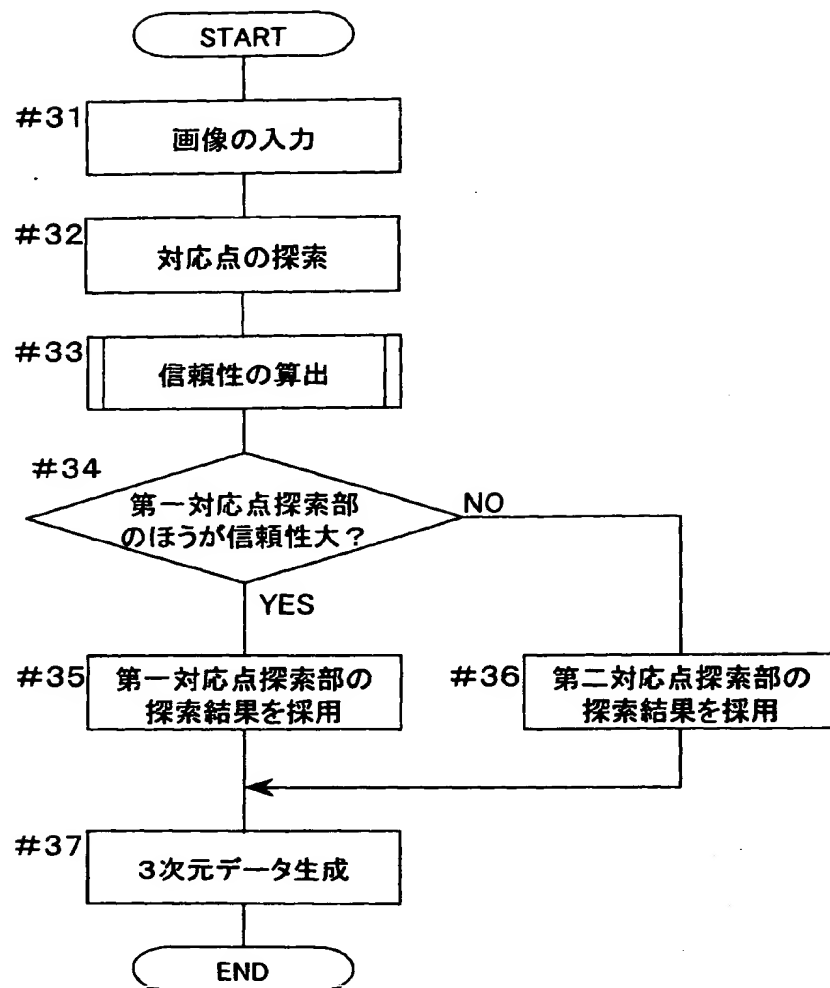 START
#31
画像の入力
#32
対応点の探索
#33
信頼性の算出
#34
第一対応点探索部
のほうが信頼性大？
NO
YES
#35
第一対応点探索部の
探索結果を採用
#36
第二対応点探索部の
探索結果を採用
#37
3次元データ生成
END